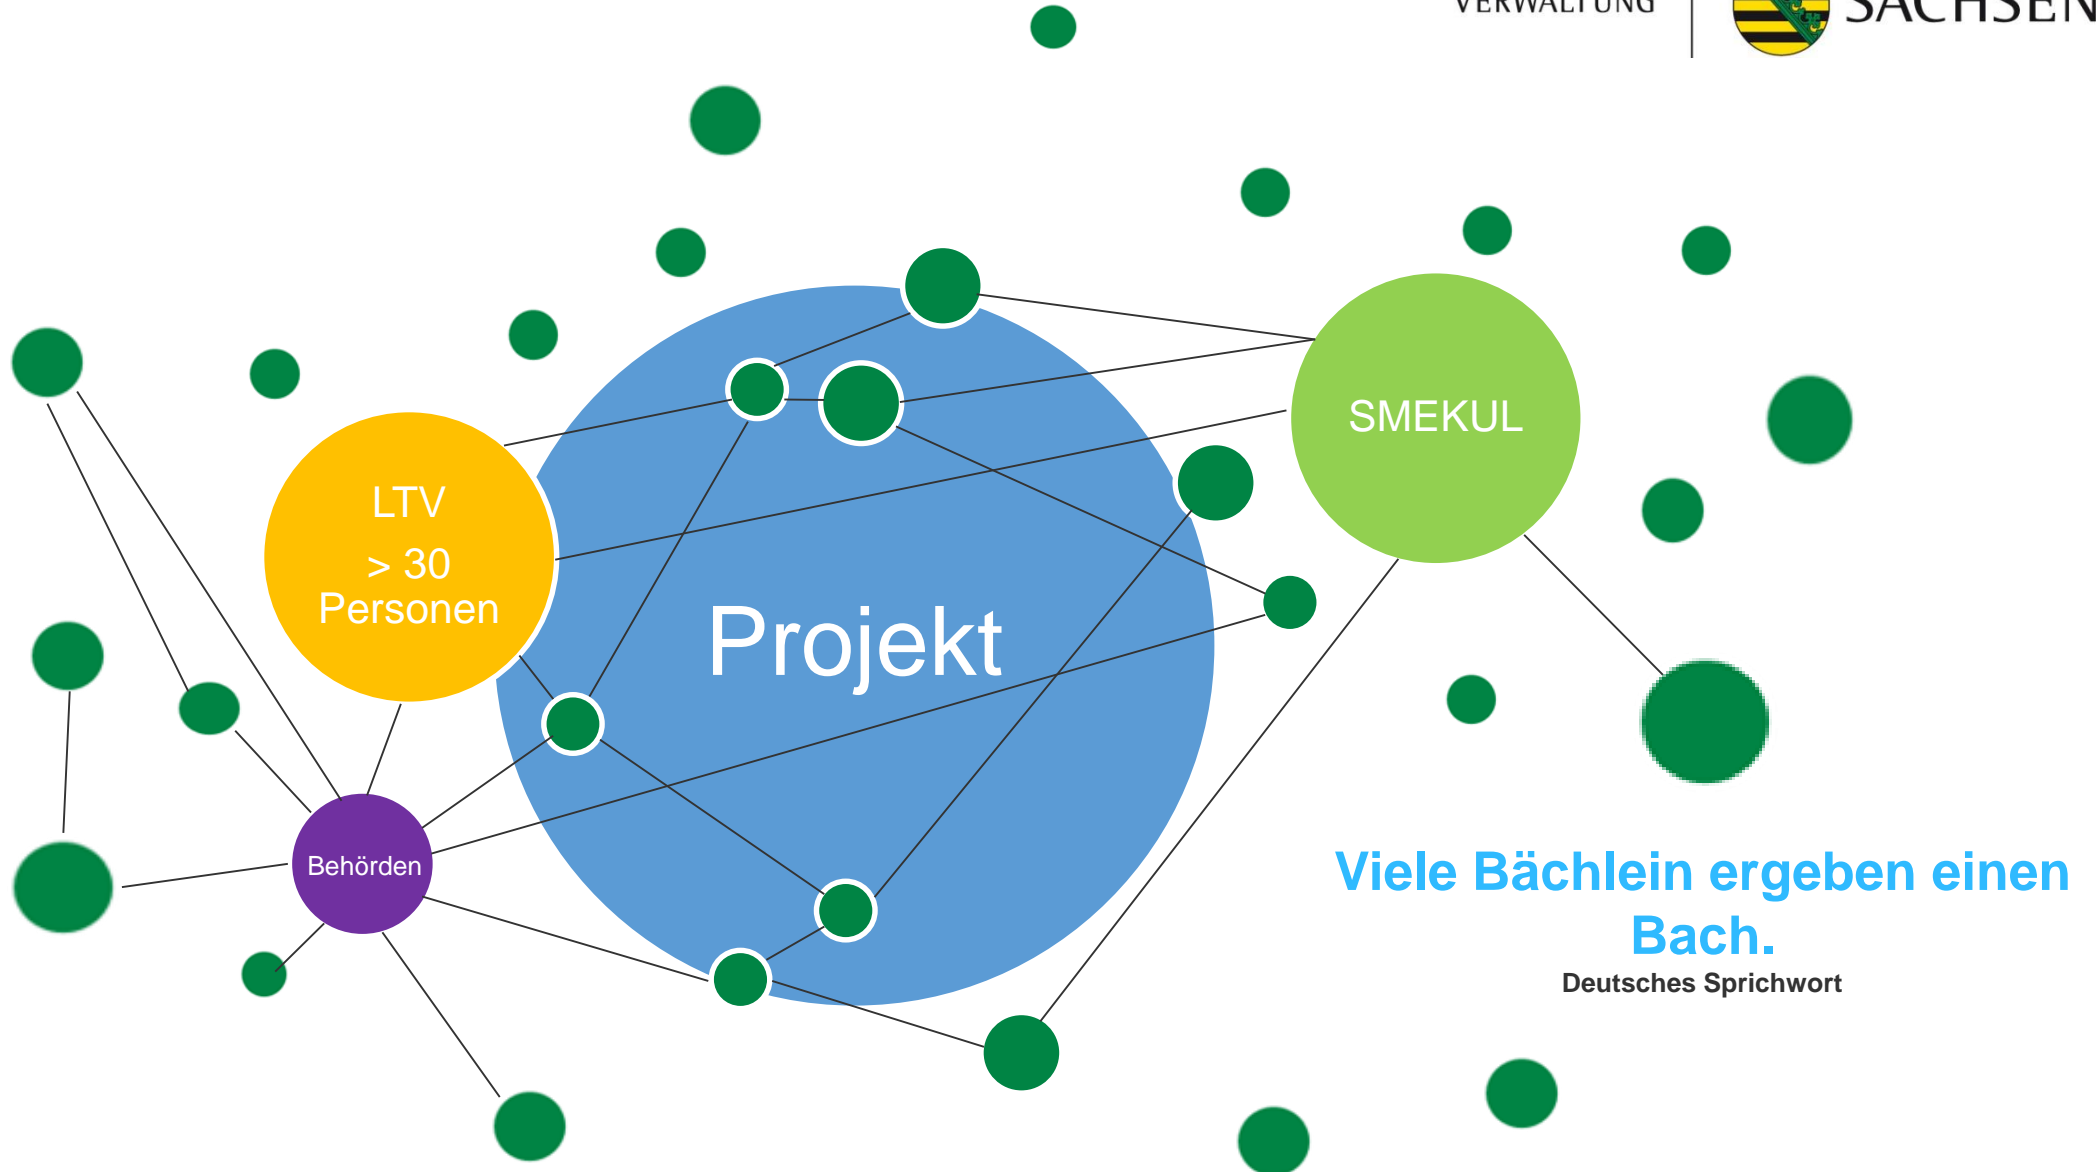 VERWALTUNG
SACHSEN
SMEKUL
LTV
> 30
Personen
Projekt
Behörden
Viele Bächlein ergeben einen
Bach.
Deutsches Sprichwort